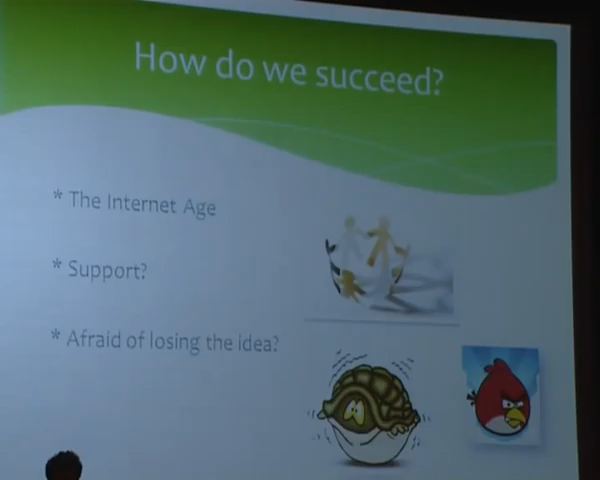 How do we succeed?
* The Internet Age
* Support?
* Afraid of losing the idea?